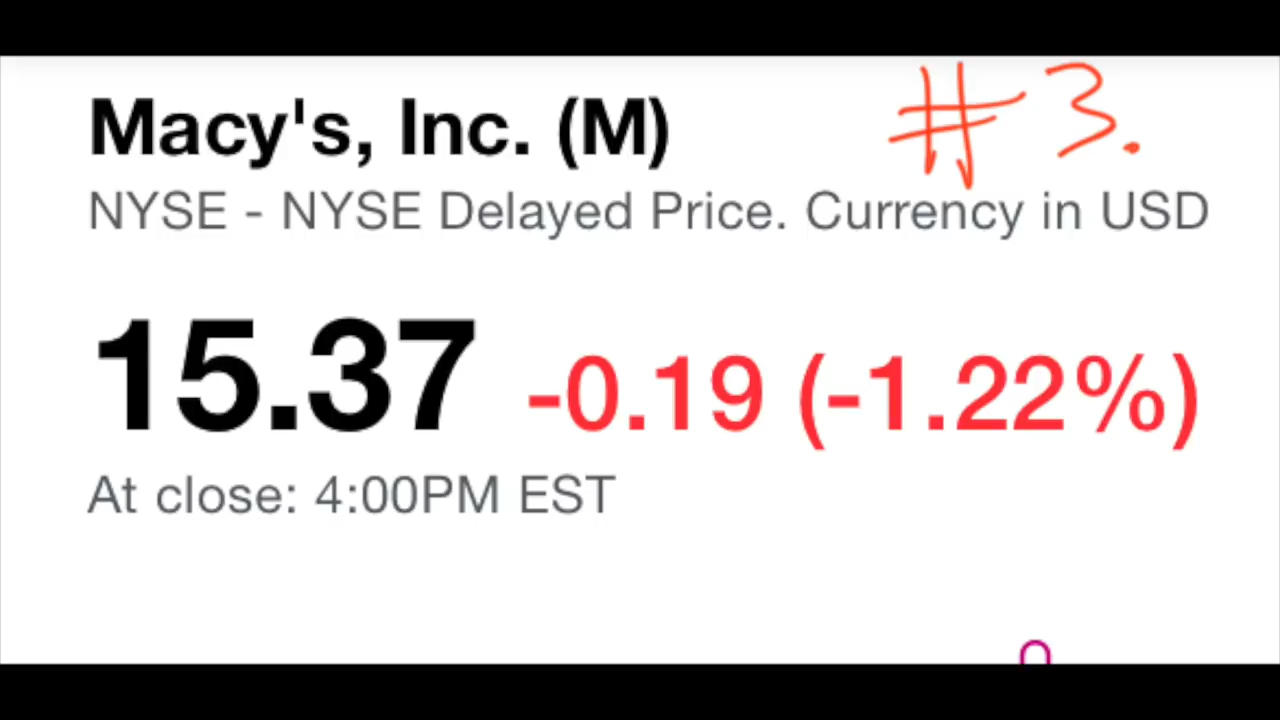 Macy's, Inc. (M) #3.
NYSE - NYSE Delayed Price. Currency in USD
15.37 -0.19 (-1.22%)
At close: 4:00PM EST